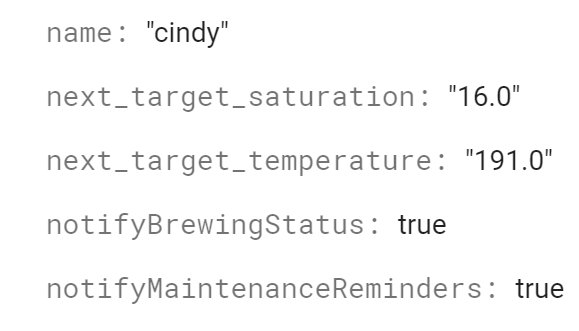 name: "cindy"
next_target_saturation: "16.0"
next_target_temperature: "191.0"
notifyBrewingStatus: true
notifyMaintenanceReminders: true